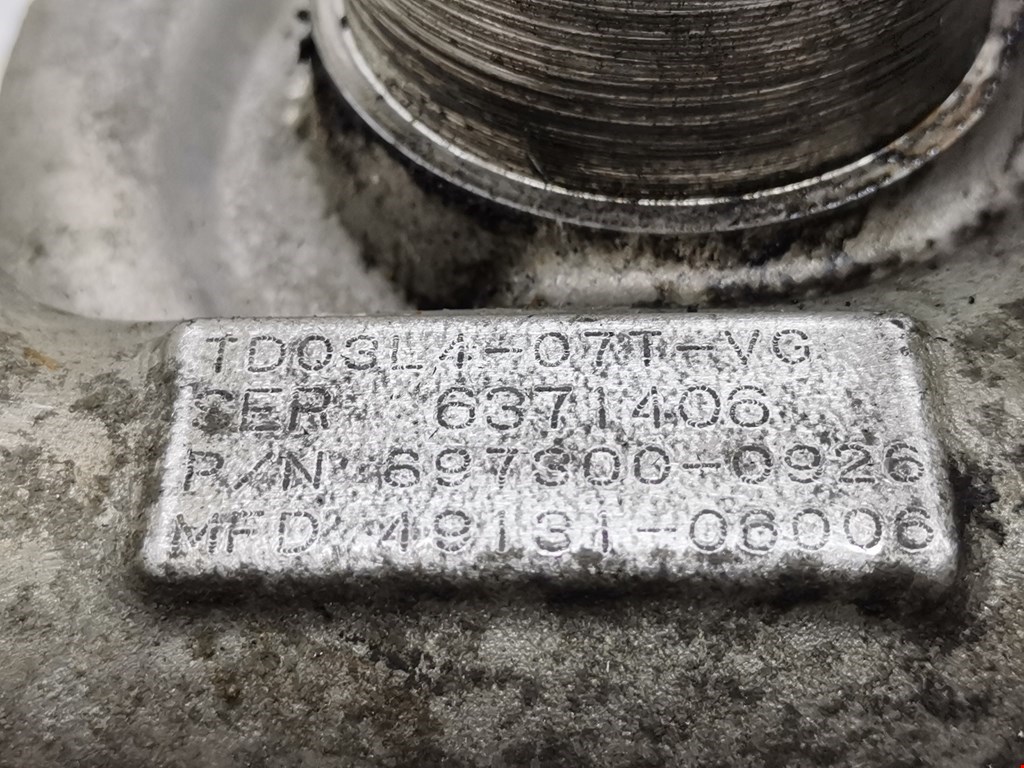 TD03L4-07T-VG
SER 6371406
P/N 697300-0926
MFD 49131-06006